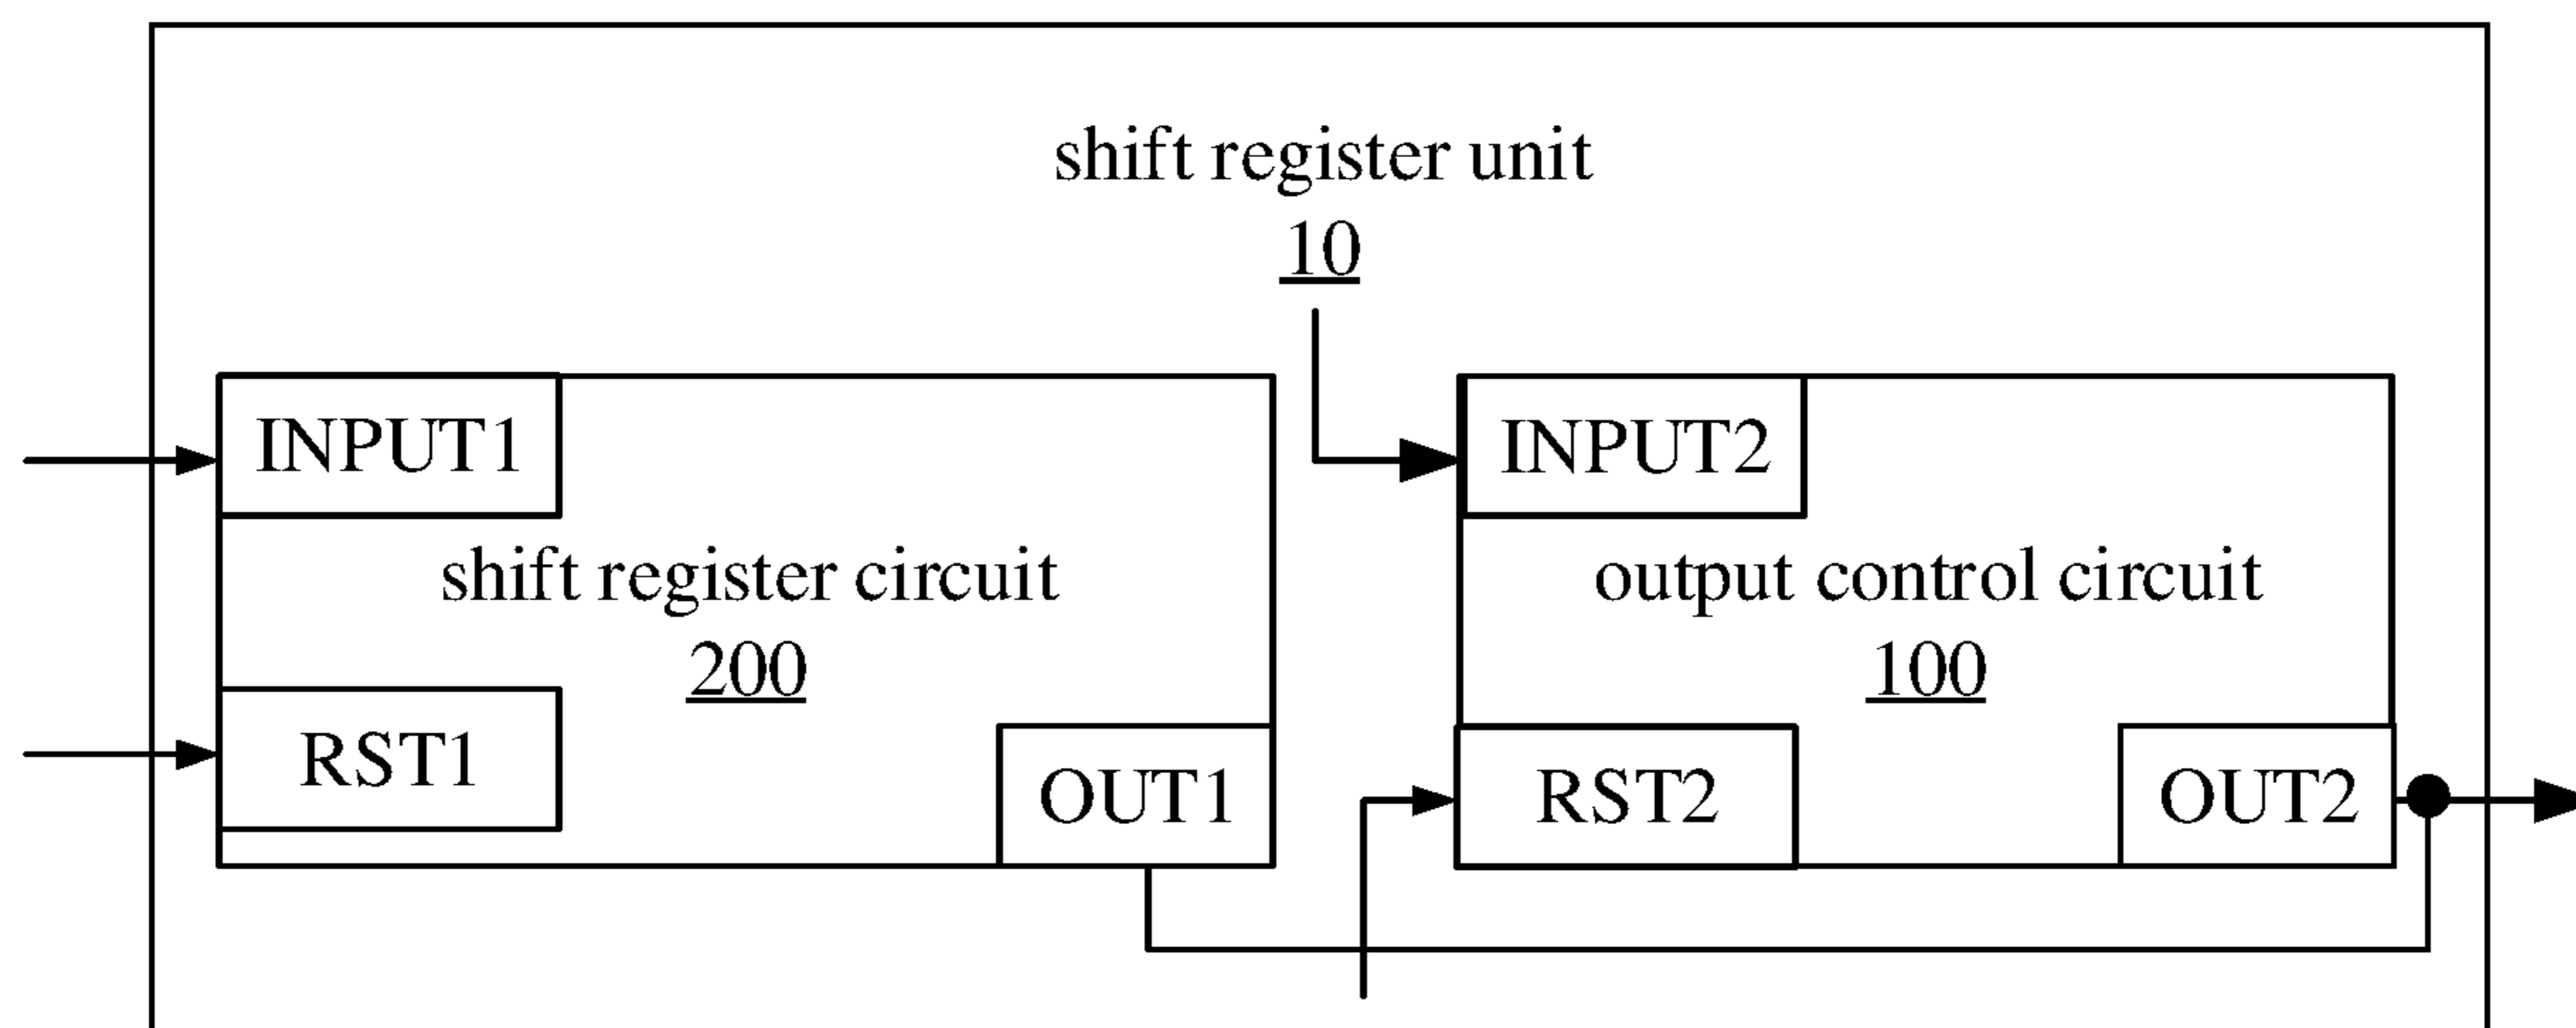 shift register unit
10
INPUT1
INPUT2
shift register circuit
200
output control circuit
100
RST1
OUT1
RST2
OUT2